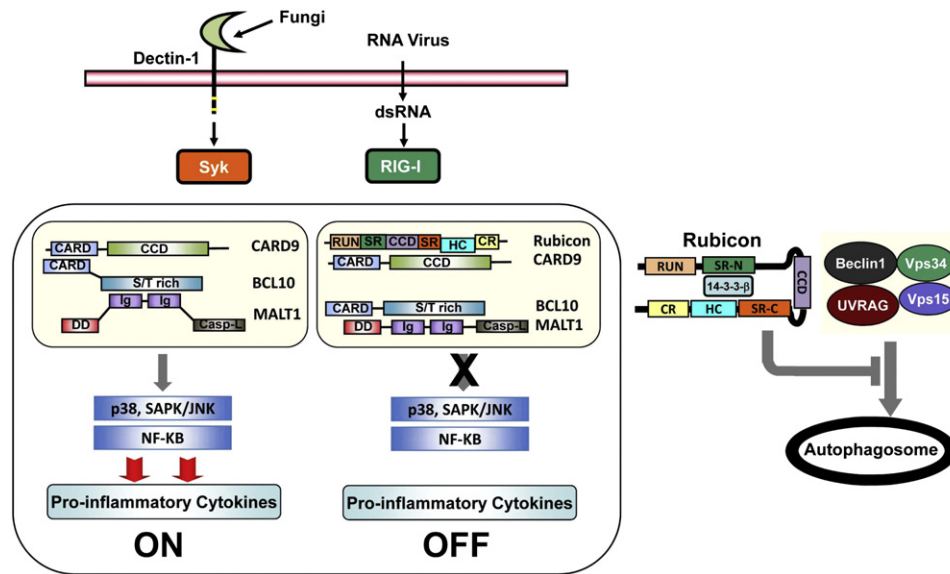 Fungi
Dectin-1
RNA Virus
dsRNA
Syk
RIG-I
CARD CCD CARD9
CARD
S/T rich BCL10
Ig Ig
MALT1
DD Casp-L
RUN SR CCD SR HC CR Rubicon
CARD CCD CARD9
CARD S/T rich BCL10
DD Ig Ig Casp-L MALT1
p38, SAPK/JNK
NF-KB
Pro-inflammatory Cytokines
ON
X
p38, SAPK/JNK
NF-KB
Pro-inflammatory Cytokines
OFF
Rubicon
RUN SR-N
14-3-3-β
CCD
CR HC SR-C
Beclin1 Vps34
UVRAG Vps15
Autophagosome